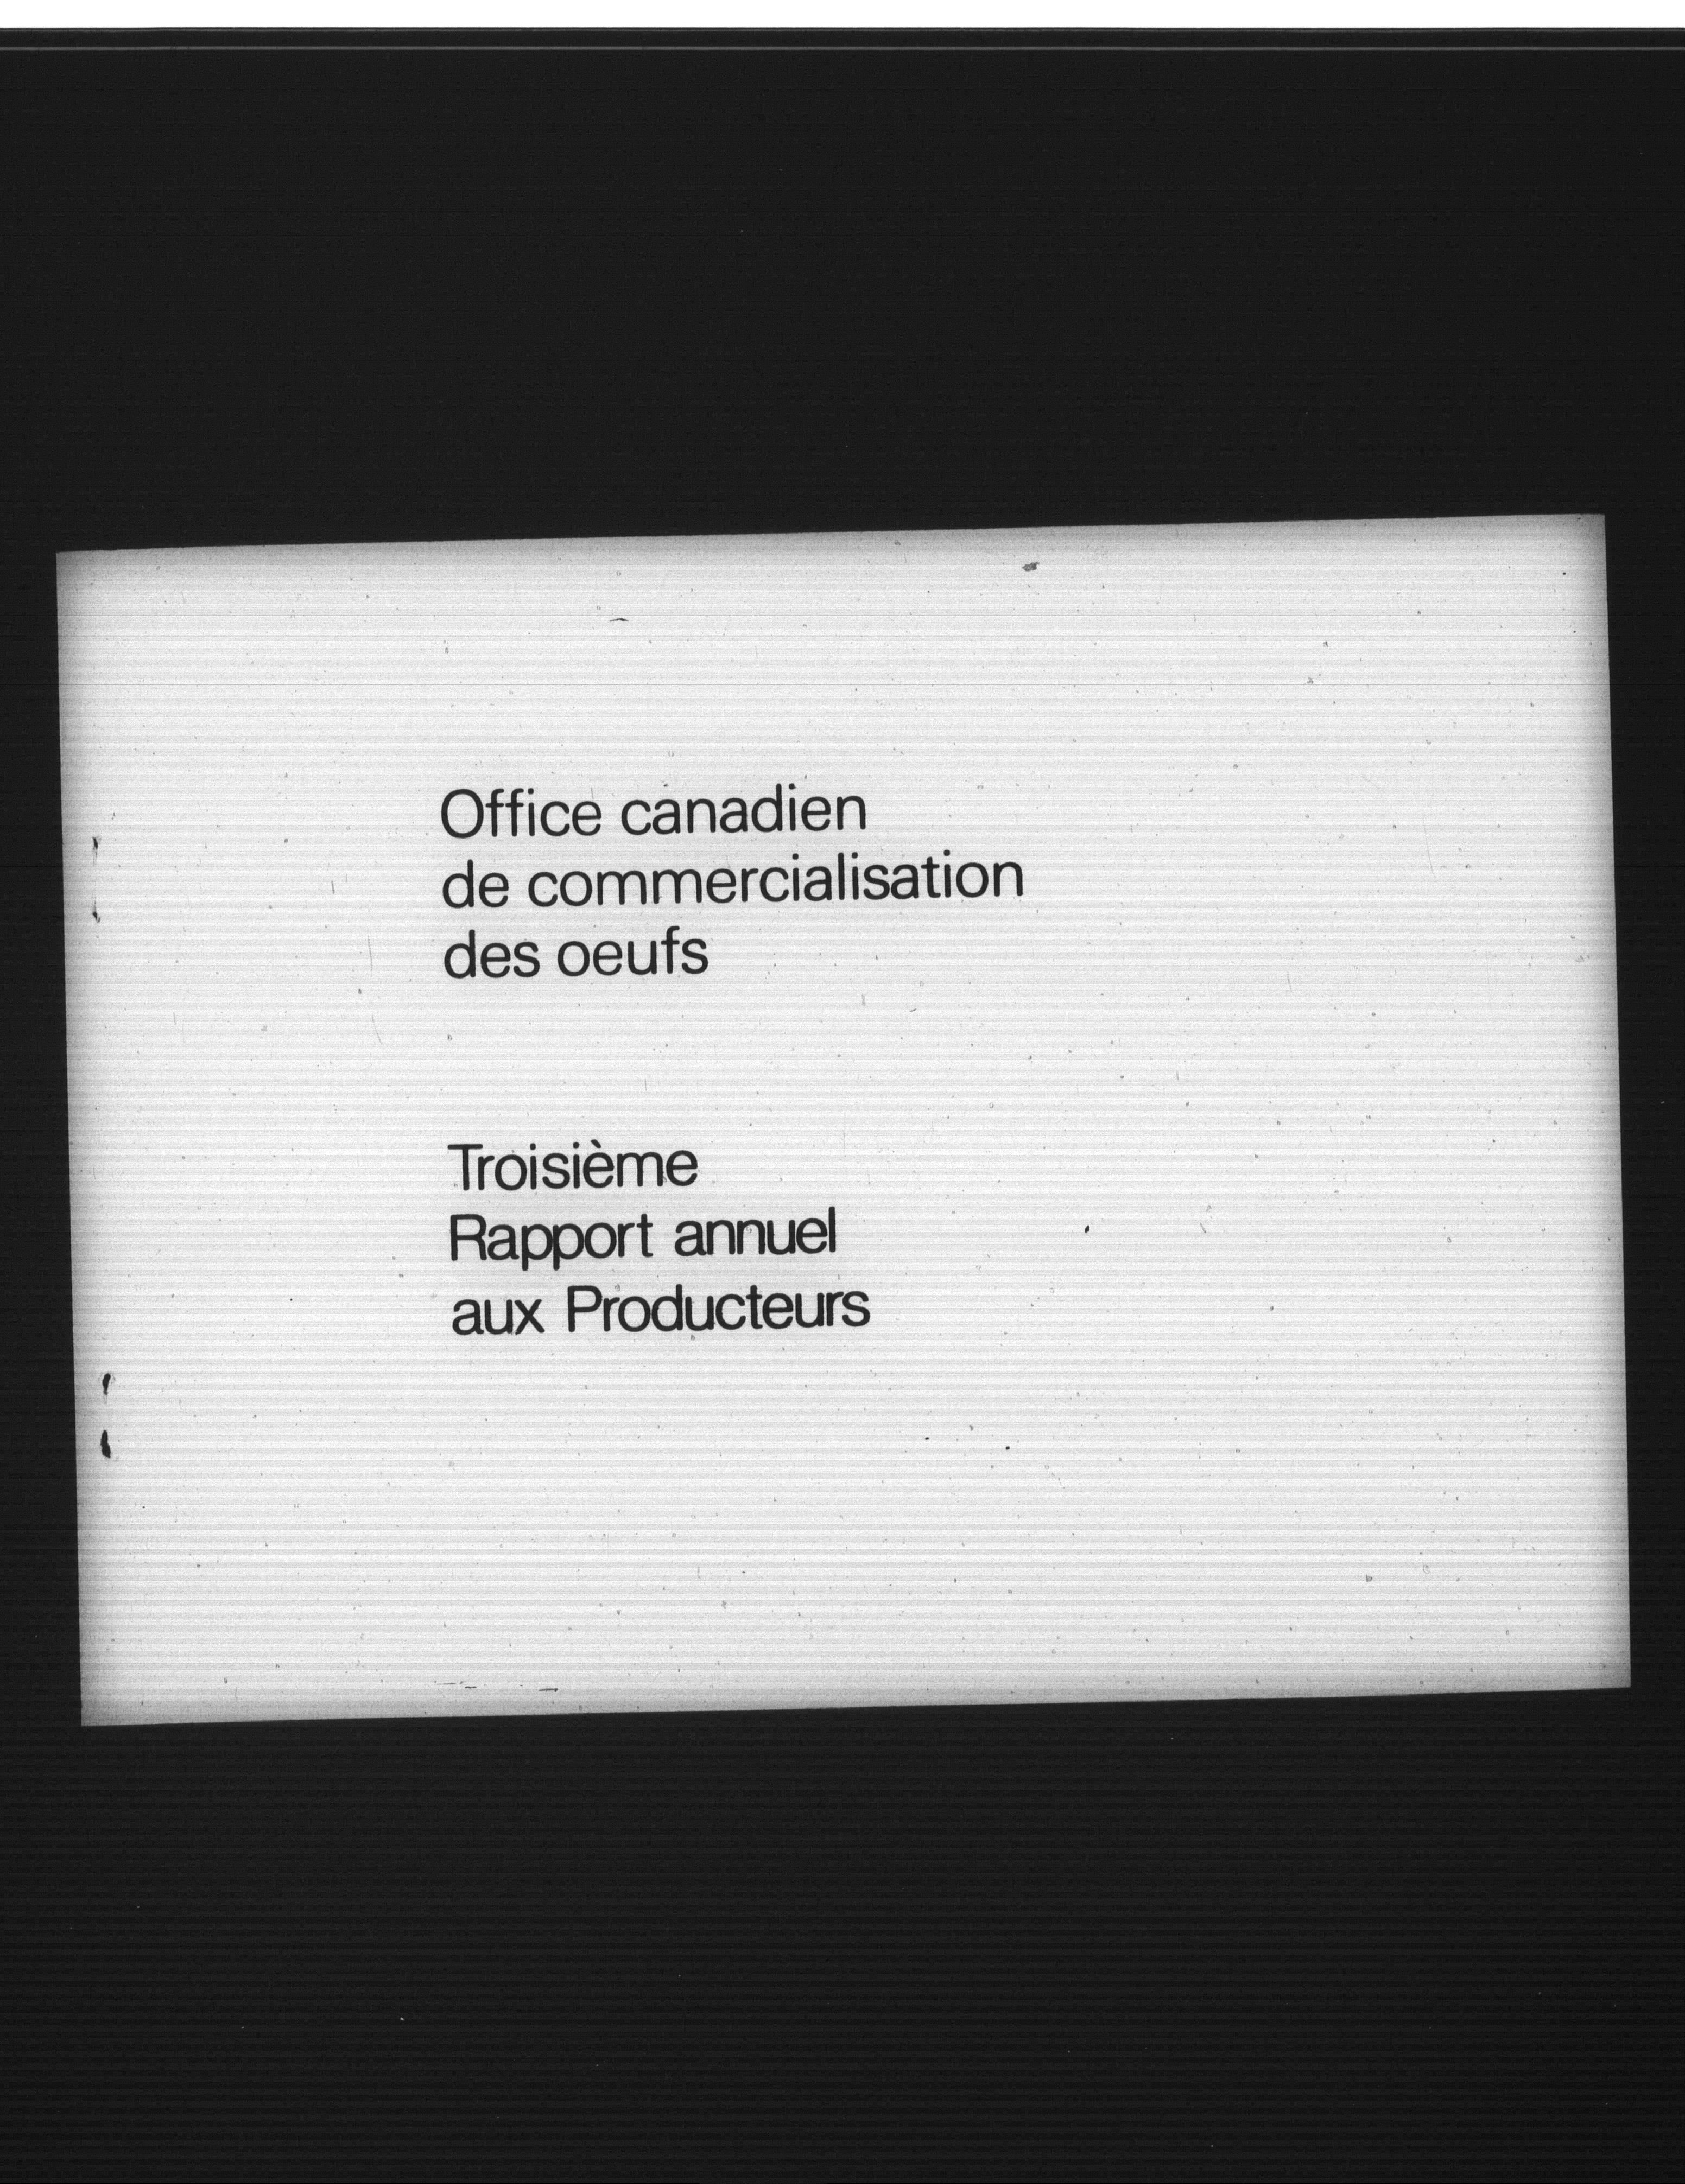 Office canadien
de commercialisation
des oeufs
Troisième
Rapport annuel
aux Producteurs